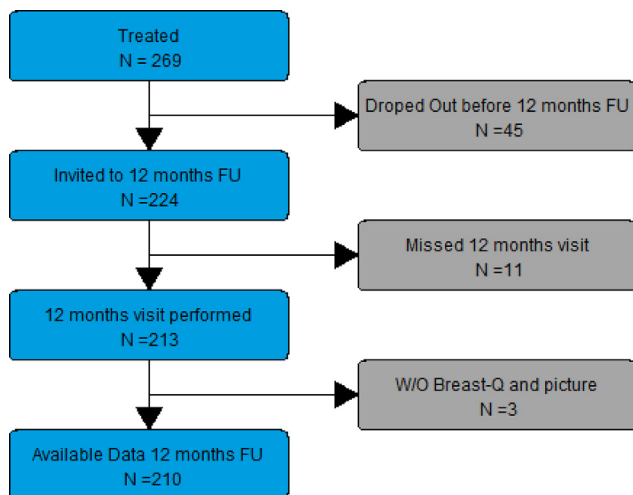 Treated
N = 269
Droped Out before 12 months FU
N =45
Invited to 12 months FU
N =224
Missed 12 months visit
N =11
12 months visit performed
N =213
W/O Breast-Q and picture
N =3
Available Data 12 months FU
N =210